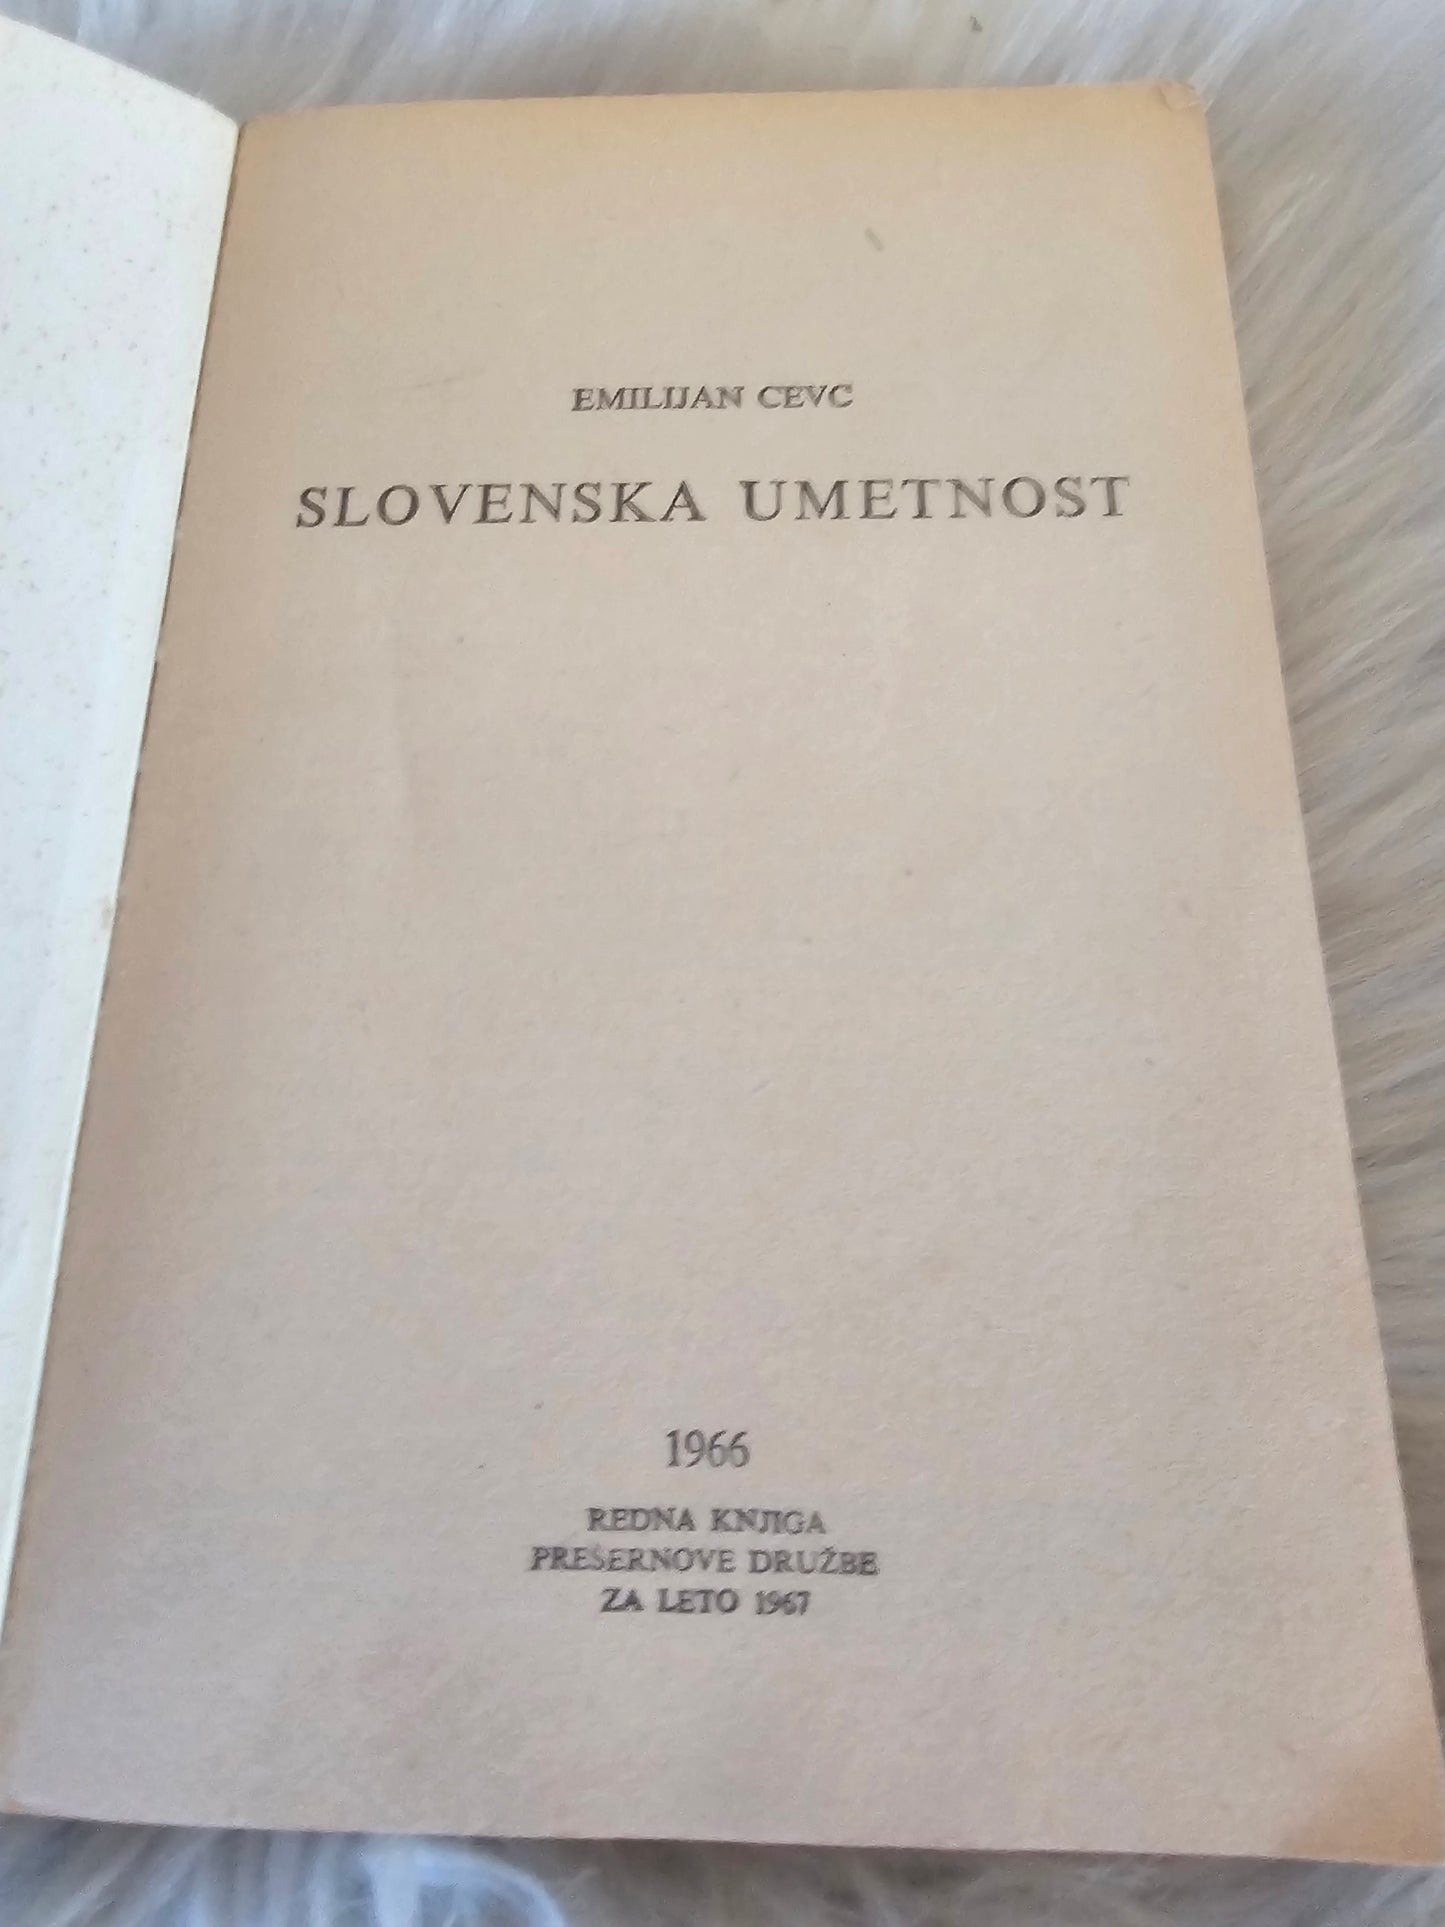 EMILIJAN CEVC
SLOVENSKA UMETNOST
1966
REDNA KNJIGA
PREŠERNOVE DRUŽBE
ZA LETO 1967